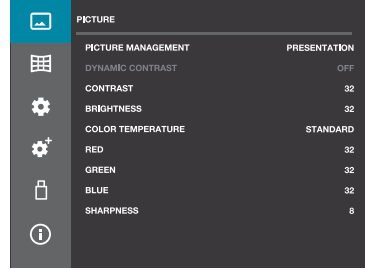 PICTURE
PICTURE MANAGEMENT PRESENTATION
DYNAMIC CONTRAST OFF
CONTRAST 32
BRIGHTNESS 32
COLOR TEMPERATURE STANDARD
RED 32
GREEN 32
BLUE 32
SHARPNESS 8